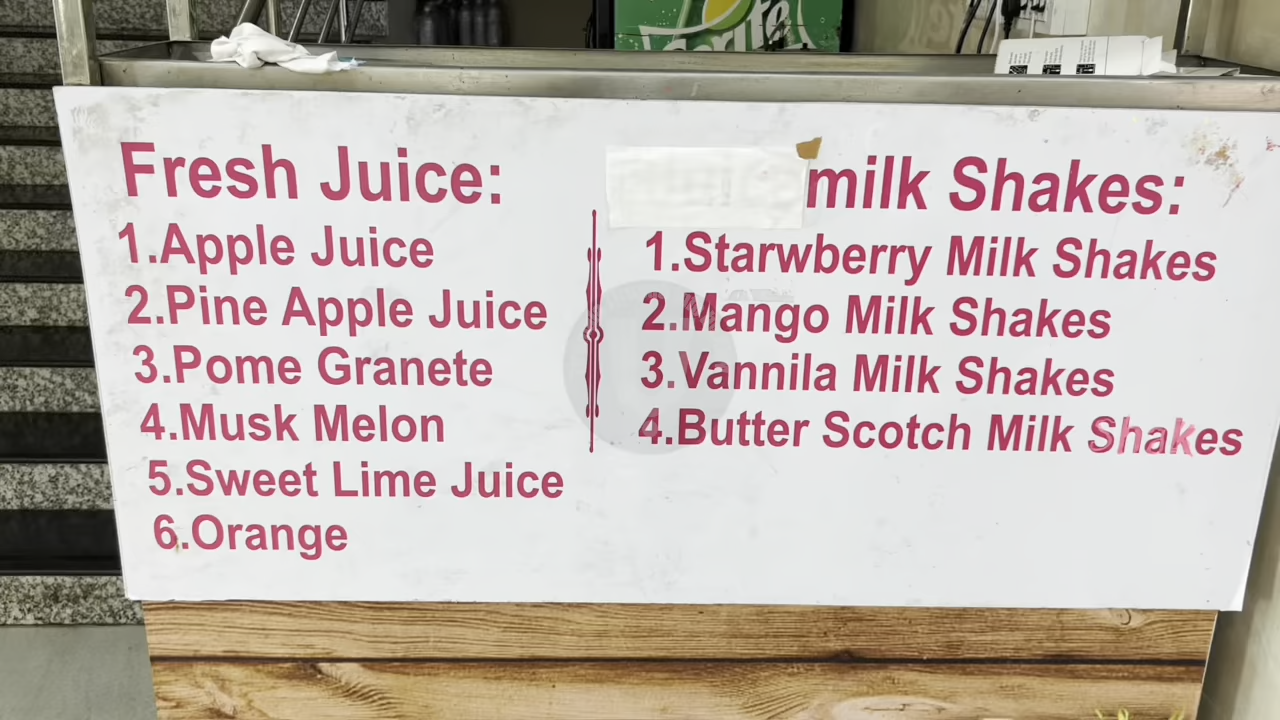 Sprite
Fresh Juice:
1.Apple Juice
2.Pine Apple Juice
3.Pome Granete
4.Musk Melon
5.Sweet Lime Juice
6.Orange
milk Shakes:
1.Starwberry Milk Shakes
2.Mango Milk Shakes
3.Vannila Milk Shakes
4.Butter Scotch Milk Shakes